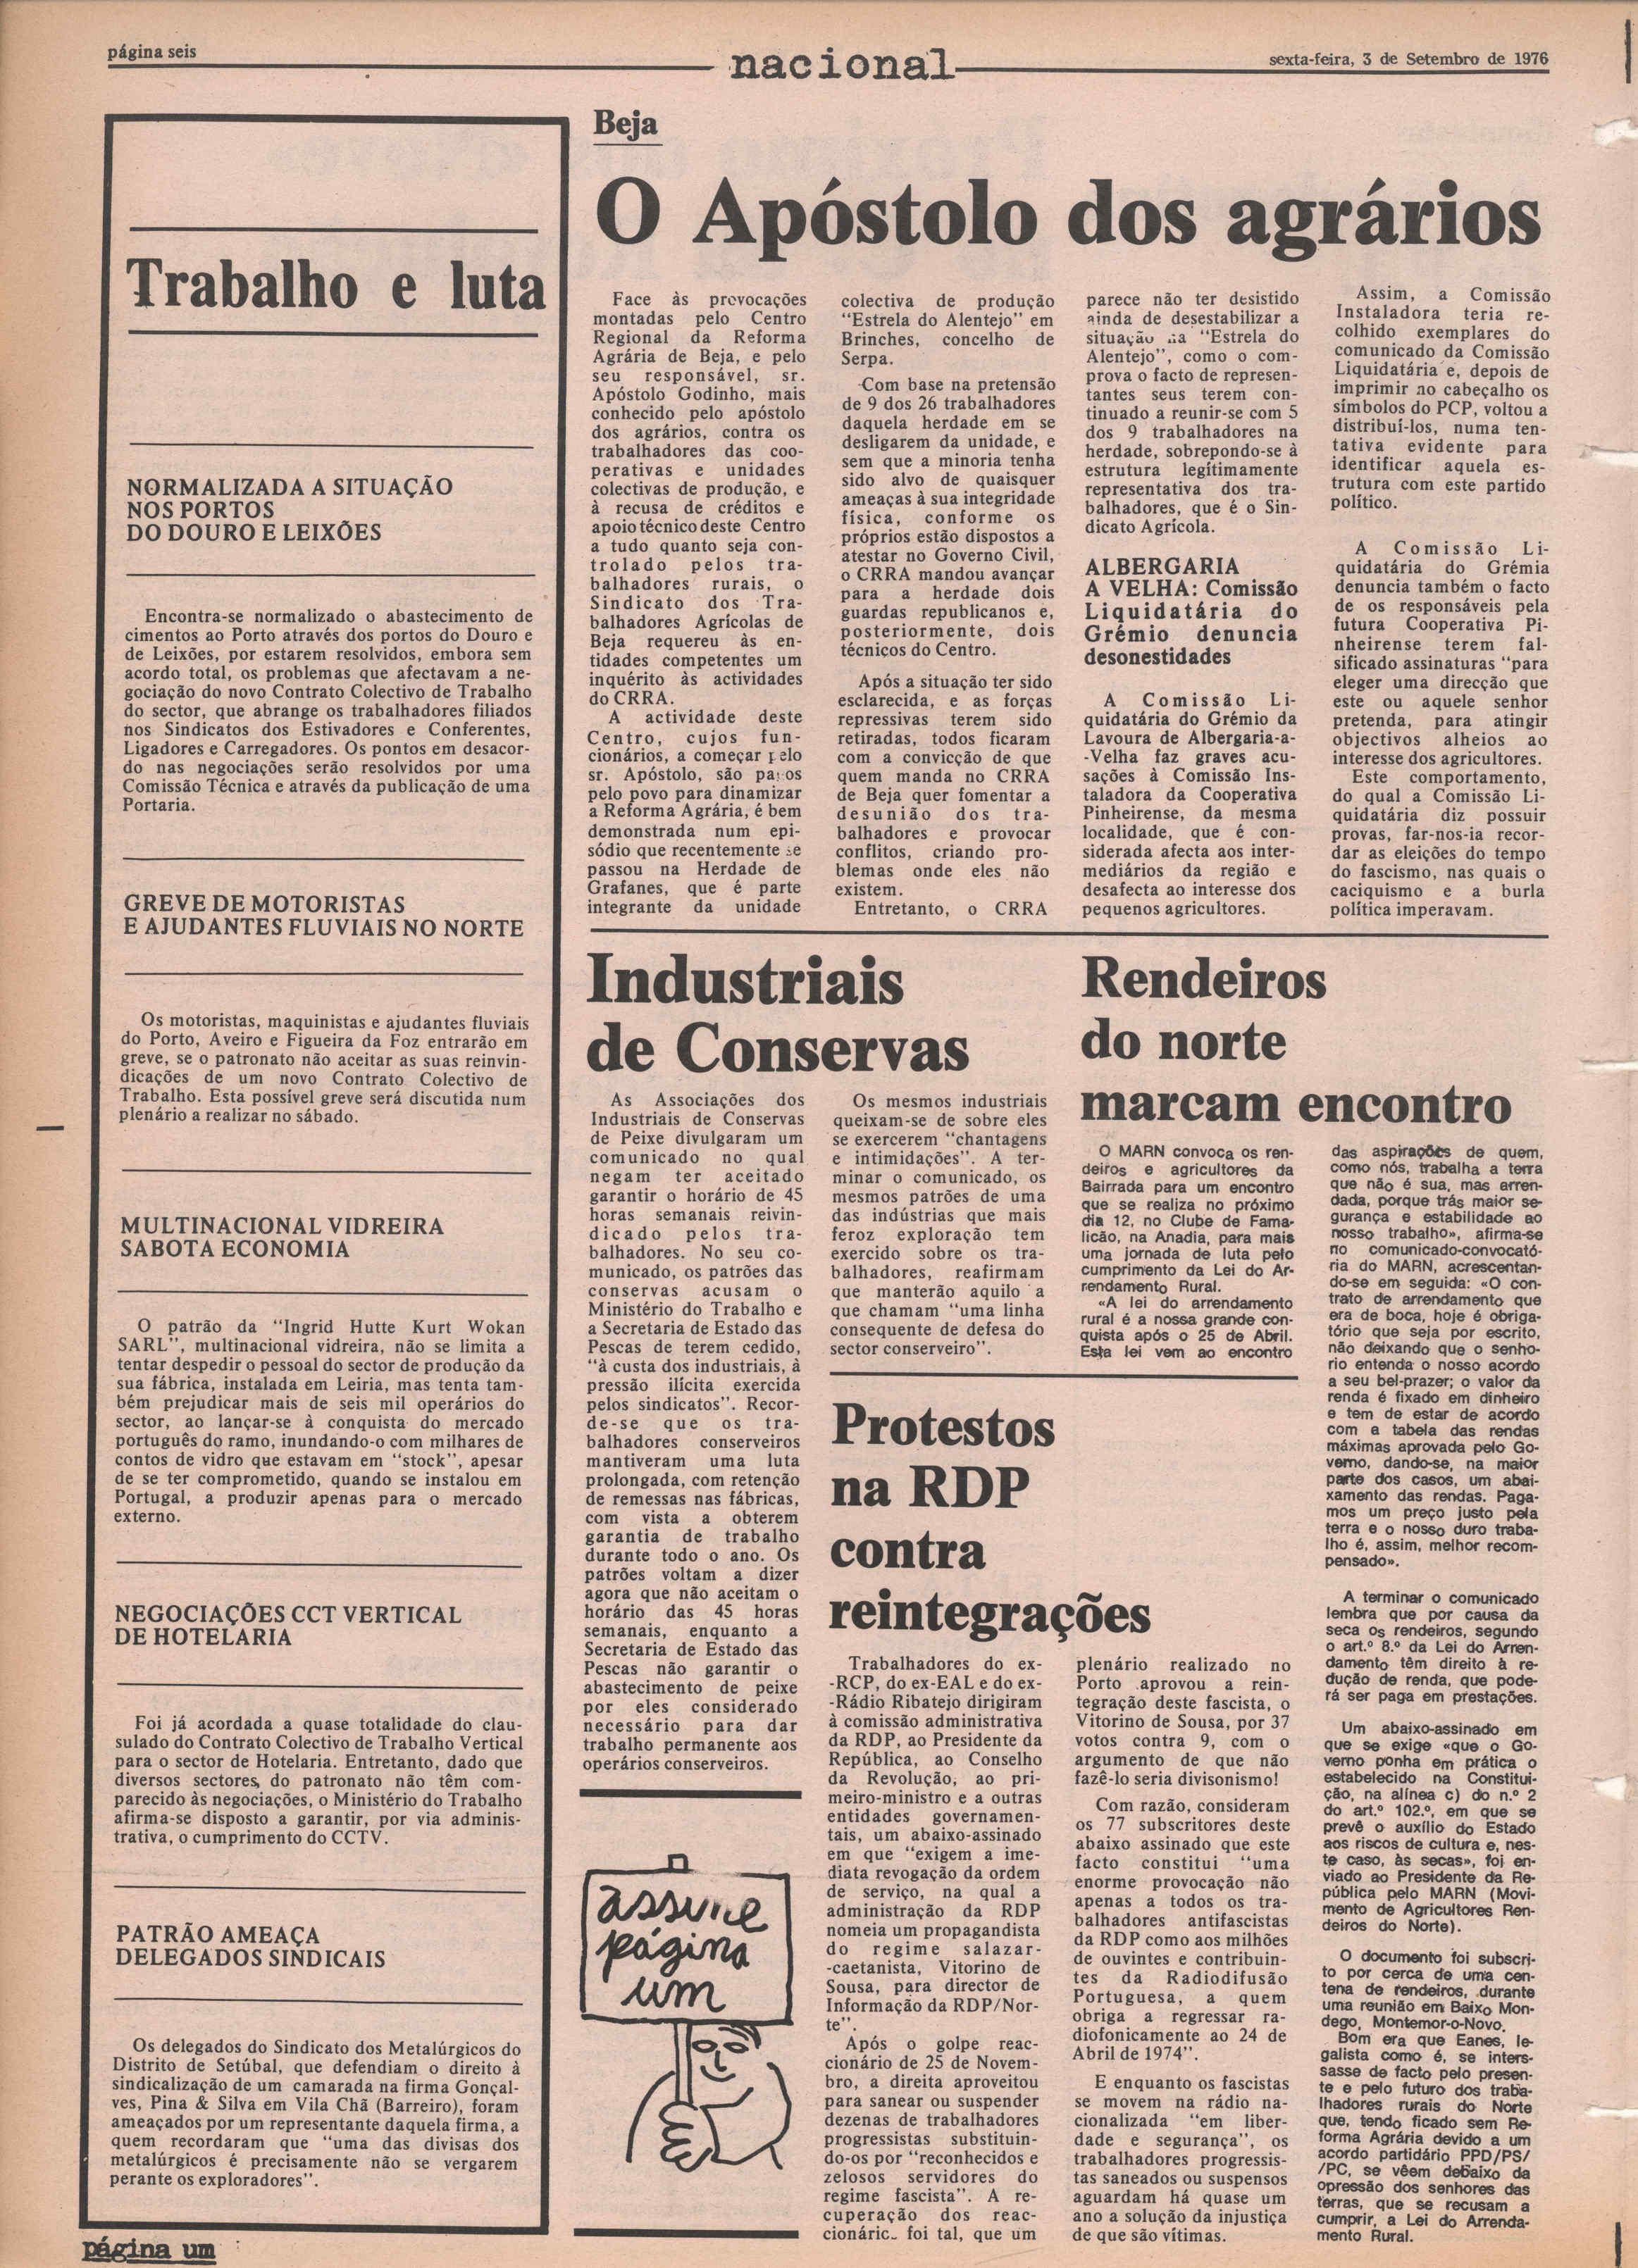 página seis
nacional
sexta-feira, 3 de Setembro de 1976
Trabalho e luta
NORMALIZADA A SITUAÇÃO
NOS PORTOS
DO DOURO E LEIXÕES
Encontra-se normalizado o abastecimento de
cimentos ao Porto através dos portos do Douro e
de Leixões, por estarem resolvidos, embora sem
acordo total, os problemas que afectavam a ne-
gociação do novo Contrato Colectivo de Trabalho
do sector, que abrange os trabalhadores filiados
nos Sindicatos dos Estivadores e Conferentes,
Ligadores e Carregadores. Os pontos em desacor-
do nas negociações serão resolvidos por uma
Comissão Técnica e através da publicação de uma
Portaria.
GREVE DE MOTORISTAS
E AJUDANTES FLUVIAIS NO NORTE
Os motoristas, maquinistas e ajudantes fluviais
do Porto, Aveiro e Figueira da Foz entrarão em
greve, se o patronato não aceitar as suas reinvin-
dicações de um novo Contrato Colectivo de
Trabalho. Esta possível greve será discutida num
plenário a realizar no sábado.
MULTINACIONAL VIDREIRA
SABOTA ECONOMIA
O patrão da "Ingrid Hutte Kurt Wokan
SARL", multinacional vidreira, não se limita a
tentar despedir o pessoal do sector de produção da
sua fábrica, instalada em Leiria, mas tenta tam-
bém prejudicar mais de seis mil operários do
sector, ao lançar-se à conquista do mercado
português do ramo, inundando-o com milhares de
contos de vidro que estavam em "stock", apesar
de se ter comprometido, quando se instalou em
Portugal, a produzir apenas para o mercado
externo.
NEGOCIAÇÕES CCT VERTICAL
DE HOTELARIA
Foi já acordada a quase totalidade do clau-
sulado do Contrato Colectivo de Trabalho Vertical
para o sector de Hotelaria. Entretanto, dado que
diversos sectores, do patronato não têm com-
parecido às negociações, o Ministério do Trabalho
afirma-se disposto a garantir, por via adminis-
trativa, o cumprimento do CCTV.
PATRÃO AMEAÇA
DELEGADOS SINDICAIS
Os delegados do Sindicato dos Metalúrgicos do
Distrito de Setúbal, que defendiam o direito à
sindicalização de um camarada na firma Gonçal-
ves, Pina & Silva em Vila Chã (Barreiro), foram
ameaçados por um representante daquela firma, a
quem recordaram que "uma das divisas dos
metalúrgicos é precisamente não se vergarem
perante os exploradores".
página um
Beja
O Apóstolo dos agrários
Face às provocações
montadas pelo Centro
Regional da Reforma
Agrária de Beja, e pelo
seu responsável, sr.
Apóstolo Godinho, mais
conhecido pelo apóstolo
dos agrários, contra os
trabalhadores das coo-
perativas e unidades
colectivas de produção, e
à recusa de créditos e
apoio técnico deste Centro
a tudo quanto seja con-
trolado pelos tra-
balhadores rurais, o
Sindicato dos Tra-
balhadores Agrícolas de
Beja requereu às en-
tidades competentes um
inquérito às actividades
do CRRA.
A actividade deste
Centro, cujos fun-
cionários, a começar pelo
sr. Apóstolo, são pagos
pelo povo para dinamizar
a Reforma Agrária, é bem
demonstrada num epi-
sódio que recentemente se
passou na Herdade de
Grafanes, que é parte
integrante da unidade
colectiva de produção
"Estrela do Alentejo" em
Brinches, concelho de
Serpa.
Com base na pretensão
de 9 dos 26 trabalhadores
daquela herdade em se
desligarem da unidade, e
sem que a minoria tenha
sido alvo de quaisquer
ameaças à sua integridade
física, conforme os
próprios estão dispostos a
atestar no Governo Civil,
o CRRA mandou avançar
para a herdade dois
guardas republicanos e,
posteriormente, dois
técnicos do Centro.
Após a situação ter sido
esclarecida, e as forças
repressivas terem sido
retiradas, todos ficaram
com a convicção de que
quem manda no CRRA
de Beja quer fomentar a
desunião dos tra-
balhadores e provocar
conflitos, criando pro-
blemas onde eles não
existem.
Entretanto, o CRRA
parece não ter desistido
ainda de desestabilizar a
situação na "Estrela do
Alentejo", como o com-
prova o facto de represen-
tantes seus terem con-
tinuado a reunir-se com 5
dos 9 trabalhadores na
herdade, sobrepondo-se à
estrutura legítimamente
representativa dos tra-
balhadores, que é o Sin-
dicato Agrícola.
ALBERGARIA
A VELHA: Comissão
Liquidatária do
Grémio denuncia
desonestidades
A Comissão Li-
quidatária do Grémio da
Lavoura de Albergaria-a-
-Velha faz graves acu-
sações à Comissão Ins-
taladora da Cooperativa
Pinheirense, da mesma
localidade, que é con-
siderada afecta aos inter-
mediários da região e
desafecta ao interesse dos
pequenos agricultores.
Assim, a Comissão
Instaladora teria re-
colhido exemplares do
comunicado da Comissão
Liquidatária e, depois de
imprimir no cabeçalho os
símbolos do PCP, voltou a
distribuí-los, numa ten-
tativa evidente para
identificar aquela es-
trutura com este partido
político.
A Comissão Li-
quidatária do Grémia
denuncia também o facto
de os responsáveis pela
futura Cooperativa Pi-
nheirense terem fal-
sificado assinaturas "para
eleger uma direcção que
este ou aquele senhor
pretenda, para atingir
objectivos alheios ao
interesse dos agricultores.
Este comportamento,
do qual a Comissão Li-
quidatária diz possuir
provas, far-nos-ia recor-
dar as eleições do tempo
do fascismo, nas quais o
caciquismo e a burla
política imperavam.
Industriais
de Conservas
As Associações dos
Industriais de Conservas
de Peixe divulgaram um
comunicado no qual
negam ter aceitado
garantir o horário de 45
horas semanais reivin-
dicado pelos tra-
balhadores. No seu co-
municado, os patrões das
conservas acusam o
Ministério do Trabalho e
a Secretaria de Estado das
Pescas de terem cedido,
"à custa dos industriais, à
pressão ilícita exercida
pelos sindicatos". Recor-
de-se que os tra-
balhadores conserveiros
mantiveram uma luta
prolongada, com retenção
de remessas nas fábricas,
com vista a obterem
garantia de trabalho
durante todo o ano. Os
patrões voltam a dizer
agora que não aceitam o
horário das 45 horas
semanais, enquanto a
Secretaria de Estado das
Pescas não garantir o
abastecimento de peixe
por eles considerado
necessário para dar
trabalho permanente aos
operários conserveiros.
Os mesmos industriais
queixam-se de sobre eles
se exercerem "chantagens
e intimidações". A ter-
minar o comunicado, os
mesmos patrões de uma
das indústrias que mais
feroz exploração tem
exercido sobre os tra-
balhadores, reafirmam
que manterão aquilo a
que chamam "uma linha
consequente de defesa do
sector conserveiro".
assine
página
um
Protestos
na RDP
contra
reintegrações
Trabalhadores do ex-
-RCP, do ex-EAL e do ex-
-Rádio Ribatejo dirigiram
à comissão administrativa
da RDP, ao Presidente da
República, ao Conselho
da Revolução, ao pri-
meiro-ministro e a outras
entidades governamen-
tais, um abaixo-assinado
em que "exigem a ime-
diata revogação da ordem
de serviço, na qual a
administração da RDP
nomeia um propagandista
do regime salazar-
-caetanista, Vitorino de
Sousa, para director de
Informação da RDP/Nor-
te".
Após o golpe reac-
cionário de 25 de Novem-
bro, a direita aproveitou
para sanear ou suspender
dezenas de trabalhadores
progressistas substituin-
do-os por "reconhecidos e
zelosos servidores do
regime fascista". A re-
cuperação dos reac-
cionários foi tal, que um
plenário realizado no
Porto aprovou a rein-
tegração deste fascista, o
Vitorino de Sousa, por 37
votos contra 9, com o
argumento de que não
fazê-lo seria divisonismo!
Com razão, consideram
os 77 subscritores deste
abaixo assinado que este
facto constitui "uma
enorme provocação não
apenas a todos os tra-
balhadores antifascistas
da RDP como aos milhões
de ouvintes e contribuin-
tes da Radiodifusão
Portuguesa, a quem
obriga a regressar ra-
diofonicamente ao 24 de
Abril de 1974".
E enquanto os fascistas
se movem na rádio na-
cionalizada "em liber-
dade e segurança", os
trabalhadores progressis-
tas saneados ou suspensos
aguardam há quase um
ano a solução da injustiça
de que são vítimas.
Rendeiros
do norte
marcam encontro
O MARN convoca os ren-
deiros e agricultores da
Bairrada para um encontro
que se realiza no próximo
dia 12, no Clube de Fama-
licão, na Anadia, para mais
uma jornada de luta pelo
cumprimento da Lei do Ar-
rendamento Rural.
«A lei do arrendamento
rural é a nossa grande con-
quista após o 25 de Abril.
Esta lei vem ao encontro
das aspirações de quem,
como nós, trabalha a terra
que não é sua, mas arren-
dada, porque trás maior se-
gurança e estabilidade ao
nosso trabalho», afirma-se
no comunicado-convocató-
ria do MARN, acrescentan-
do-se em seguida: «O con-
trato de arrendamento que
era de boca, hoje é obriga-
tório que seja por escrito,
não deixando que o senho-
rio entenda o nosso acordo
a seu bel-prazer; o valor da
renda é fixado em dinheiro
e tem de estar de acordo
com a tabela das rendas
máximas aprovada pelo Go-
verno, dando-se, na maior
parte dos casos, um abai-
xamento das rendas. Paga-
mos um preço justo pela
terra e o nosso duro traba-
lho é, assim, melhor recom-
pensado».
A terminar o comunicado
lembra que por causa da
seca os rendeiros, segundo
o art.º 8.º da Lei do Arren-
damento têm direito à re-
dução de renda, que pode-
rá ser paga em prestações.
Um abaixo-assinado em
que se exige «que o Go-
verno ponha em prática o
estabelecido na Constitui-
ção, na alínea c) do n.º 2
do art.º 102.º, em que se
prevê o auxílio do Estado
aos riscos de cultura e, nes-
te caso, às secas», foi en-
viado ao Presidente da Re-
pública pelo MARN (Movi-
mento de Agricultores Ren-
deiros do Norte).
O documento foi subscri-
to por cerca de uma cen-
tena de rendeiros, durante
uma reunião em Baixo Mon-
dego, Montemor-o-Novo.
Bom era que Eanes, le-
galista como é, se inters-
sasse de facto pelo presen-
te e pelo futuro dos traba-
lhadores rurais do Norte
que, tendo ficado sem Re-
forma Agrária devido a um
acordo partidário PPD/PS/
/PC, se vêem debaixo da
opressão dos senhores das
terras, que se recusam a
cumprir, a Lei do Arrenda-
mento Rural.